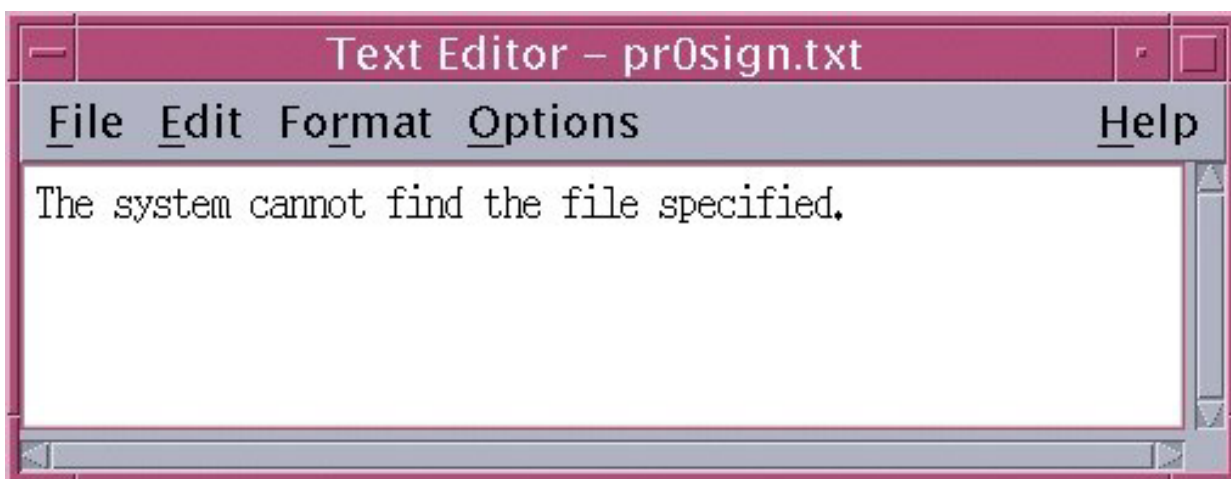 Text Editor – pr0sign.txt
File Edit Format Options Help
The system cannot find the file specified.